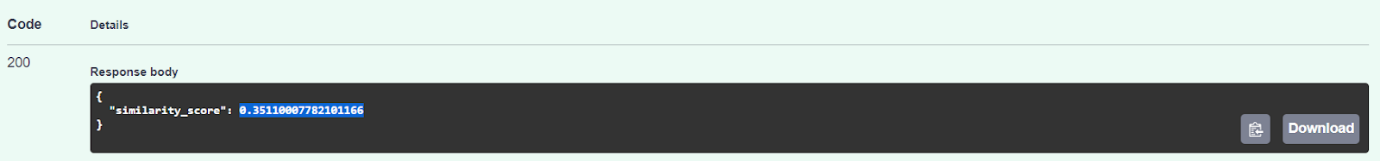 Code Details
200
Response body
{
"similarity_score": 0.35110007782101166
}
Download